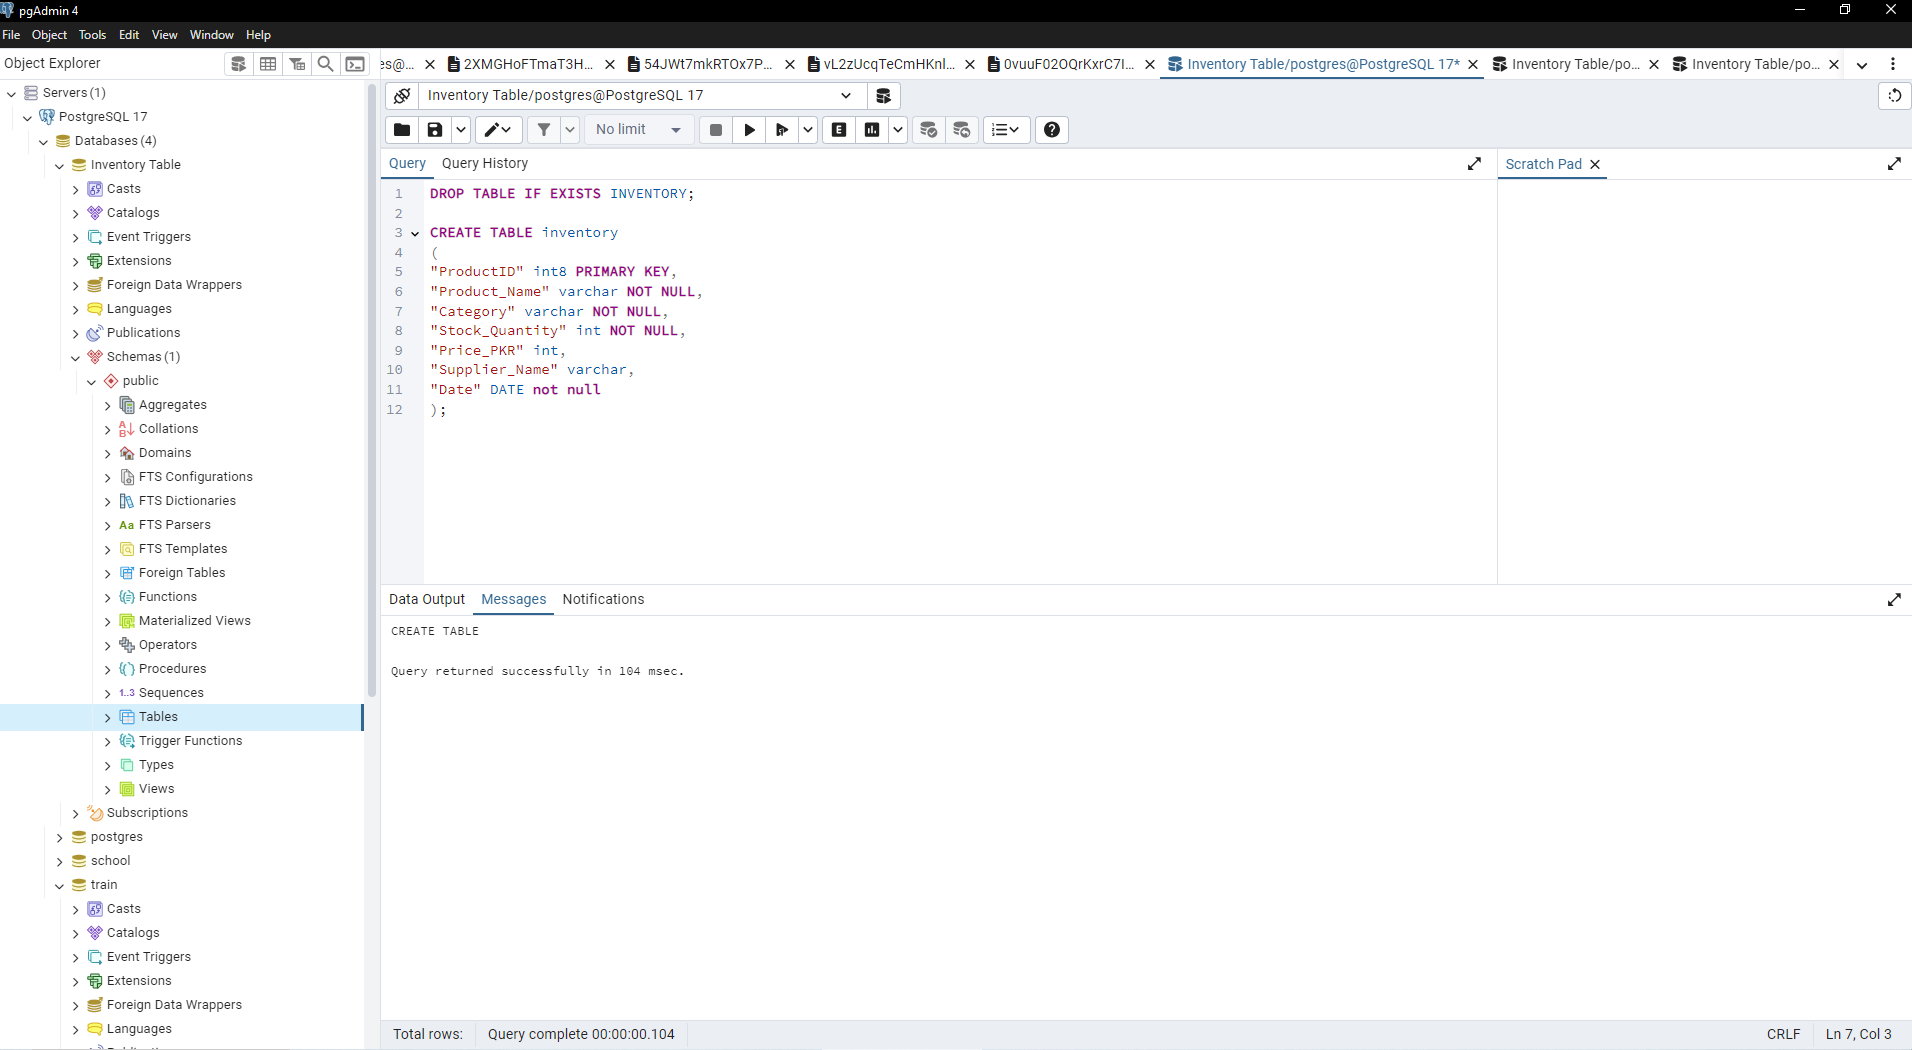 pgAdmin 4
File Object Tools Edit View Window Help
Object Explorer
es@...
2XMGHoFTmaT3H...
54JWt7mkRTOx7P...
vL2zUcqTeCmHKnl...
0vuuF02OQrKxrC7I...
Inventory Table/postgres@PostgreSQL 17*
Inventory Table/po...
Inventory Table/po...
Servers (1)
PostgreSQL 17
Databases (4)
Inventory Table
Casts
Catalogs
Event Triggers
Extensions
Foreign Data Wrappers
Languages
Publications
Schemas (1)
public
Aggregates
Collations
Domains
FTS Configurations
FTS Dictionaries
Aa FTS Parsers
FTS Templates
Foreign Tables
Functions
Materialized Views
Operators
Procedures
1..3 Sequences
Tables
Trigger Functions
Types
Views
Subscriptions
postgres
school
train
Casts
Catalogs
Event Triggers
Extensions
Foreign Data Wrappers
Languages
Inventory Table/postgres@PostgreSQL 17
No limit
E
Query Query History
Scratch Pad
1 DROP TABLE IF EXISTS INVENTORY;
2
3 CREATE TABLE inventory
4 (
5 "ProductID" int8 PRIMARY KEY,
6 "Product_Name" varchar NOT NULL,
7 "Category" varchar NOT NULL,
8 "Stock_Quantity" int NOT NULL,
9 "Price_PKR" int,
10 "Supplier_Name" varchar,
11 "Date" DATE not null
12 );
Data Output Messages Notifications
CREATE TABLE
Query returned successfully in 104 msec.
Total rows: Query complete 00:00:00.104
CRLF Ln 7, Col 3